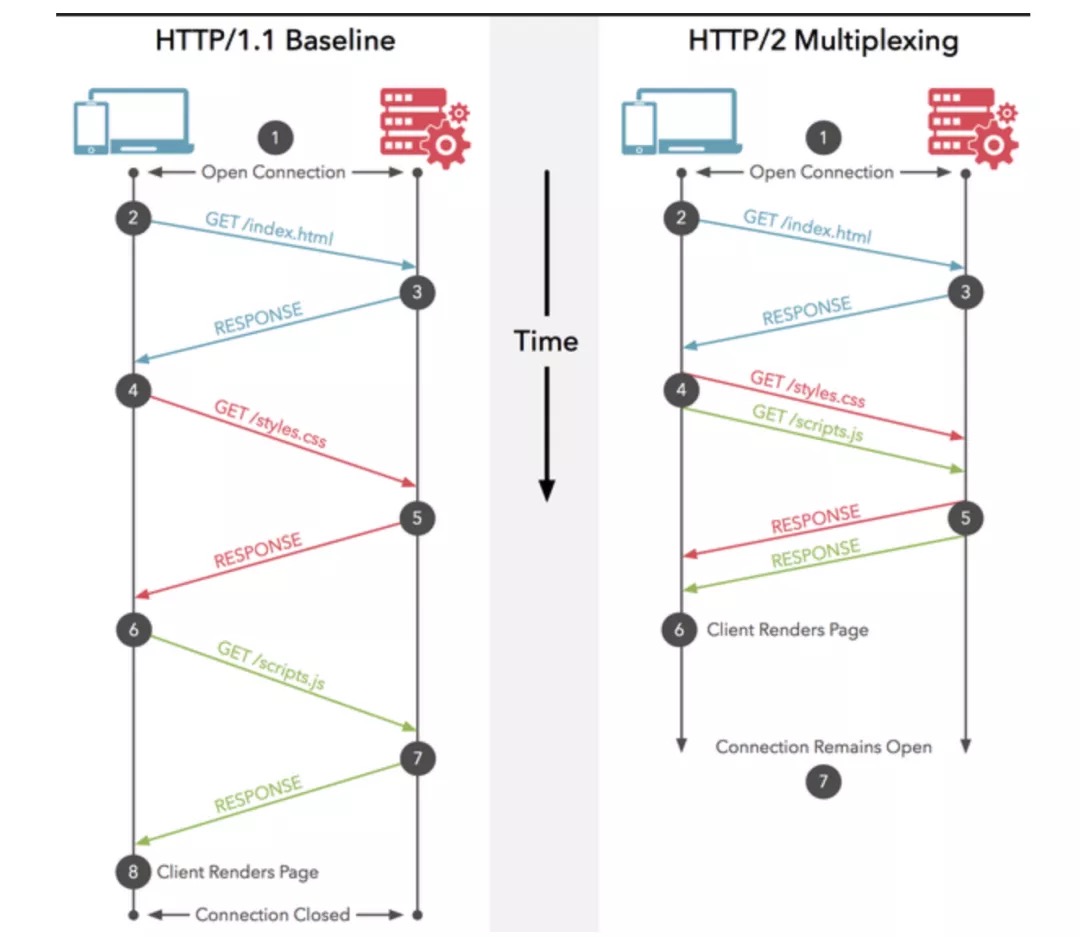 HTTP/1.1 Baseline
1
Open Connection
2
GET /index.html
3
RESPONSE
4
GET /styles.css
5
RESPONSE
6
GET /scripts.js
7
RESPONSE
8 Client Renders Page
Connection Closed
Time
HTTP/2 Multiplexing
1
Open Connection
2
GET /index.html
3
RESPONSE
4
GET /styles.css
GET /scripts.js
5
RESPONSE
RESPONSE
6 Client Renders Page
Connection Remains Open
7